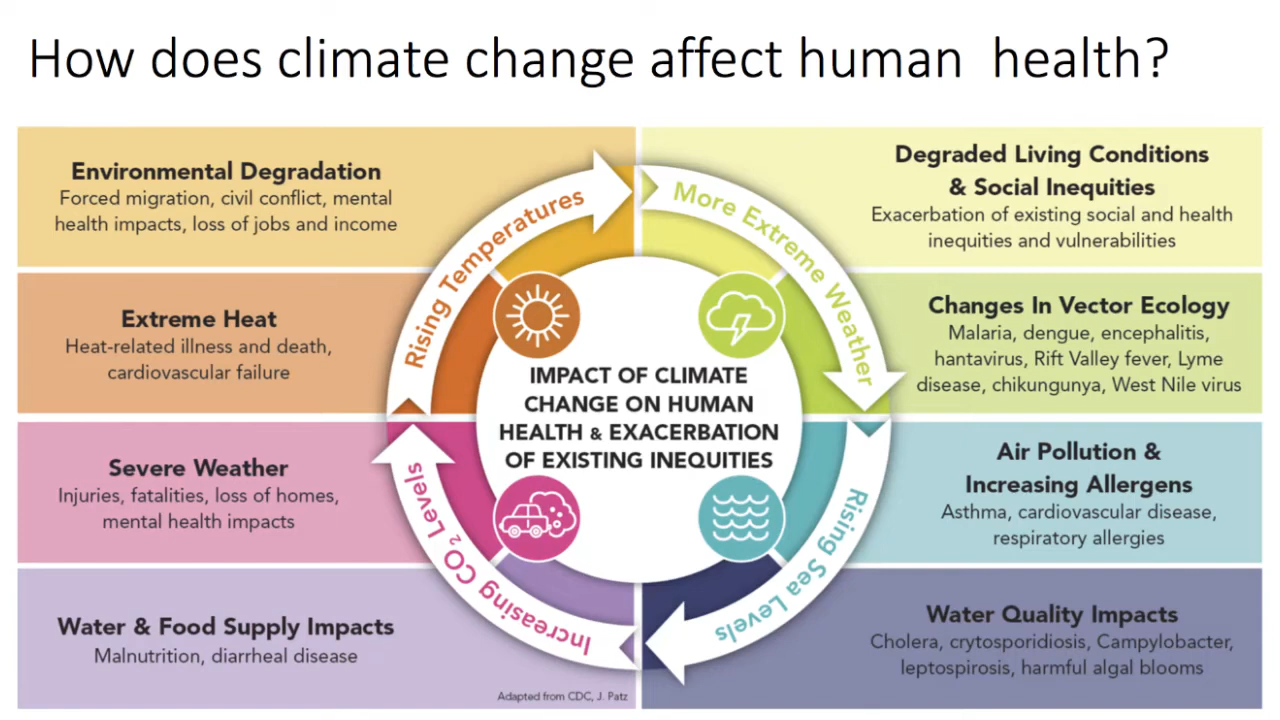 How does climate change affect human  health?
Environmental Degradation
Forced migration, civil conflict, mental
health impacts, loss of jobs and income
Extreme Heat
Heat-related illness and death,
cardiovascular failure
Severe Weather
Injuries, fatalities, loss of homes,
mental health impacts
Water & Food Supply Impacts
Malnutrition, diarrheal disease
Rising Temperatures
More Extreme Weather
Rising Sea Levels
Increasing CO₂ Levels
IMPACT OF CLIMATE
CHANGE ON HUMAN
HEALTH & EXACERBATION
OF EXISTING INEQUITIES
Degraded Living Conditions
& Social Inequities
Exacerbation of existing social and health
inequities and vulnerabilities
Changes In Vector Ecology
Malaria, dengue, encephalitis,
hantavirus, Rift Valley fever, Lyme
disease, chikungunya, West Nile virus
Air Pollution &
Increasing Allergens
Asthma, cardiovascular disease,
respiratory allergies
Water Quality Impacts
Cholera, crytosporidiosis, Campylobacter,
leptospirosis, harmful algal blooms
Adapted from CDC, J. Patz